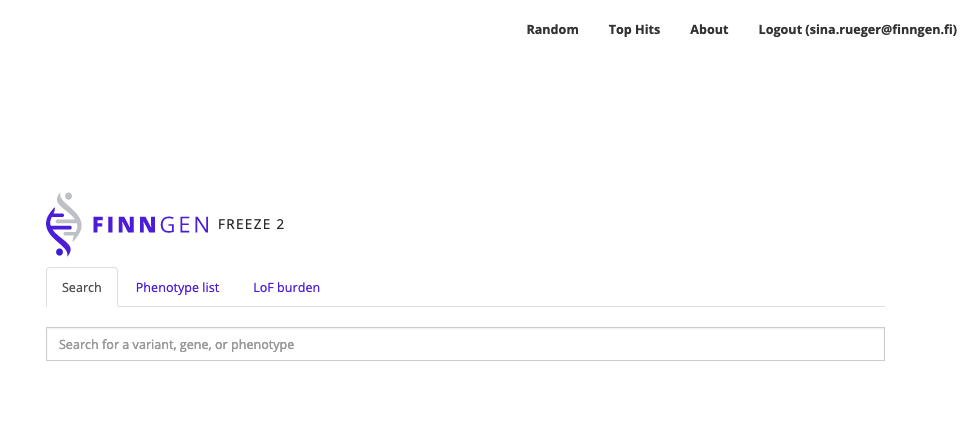 Random Top Hits About Logout (sina.rueger@finngen.fi)
FINNGEN FREEZE 2
Search Phenotype list LoF burden
Search for a variant, gene, or phenotype